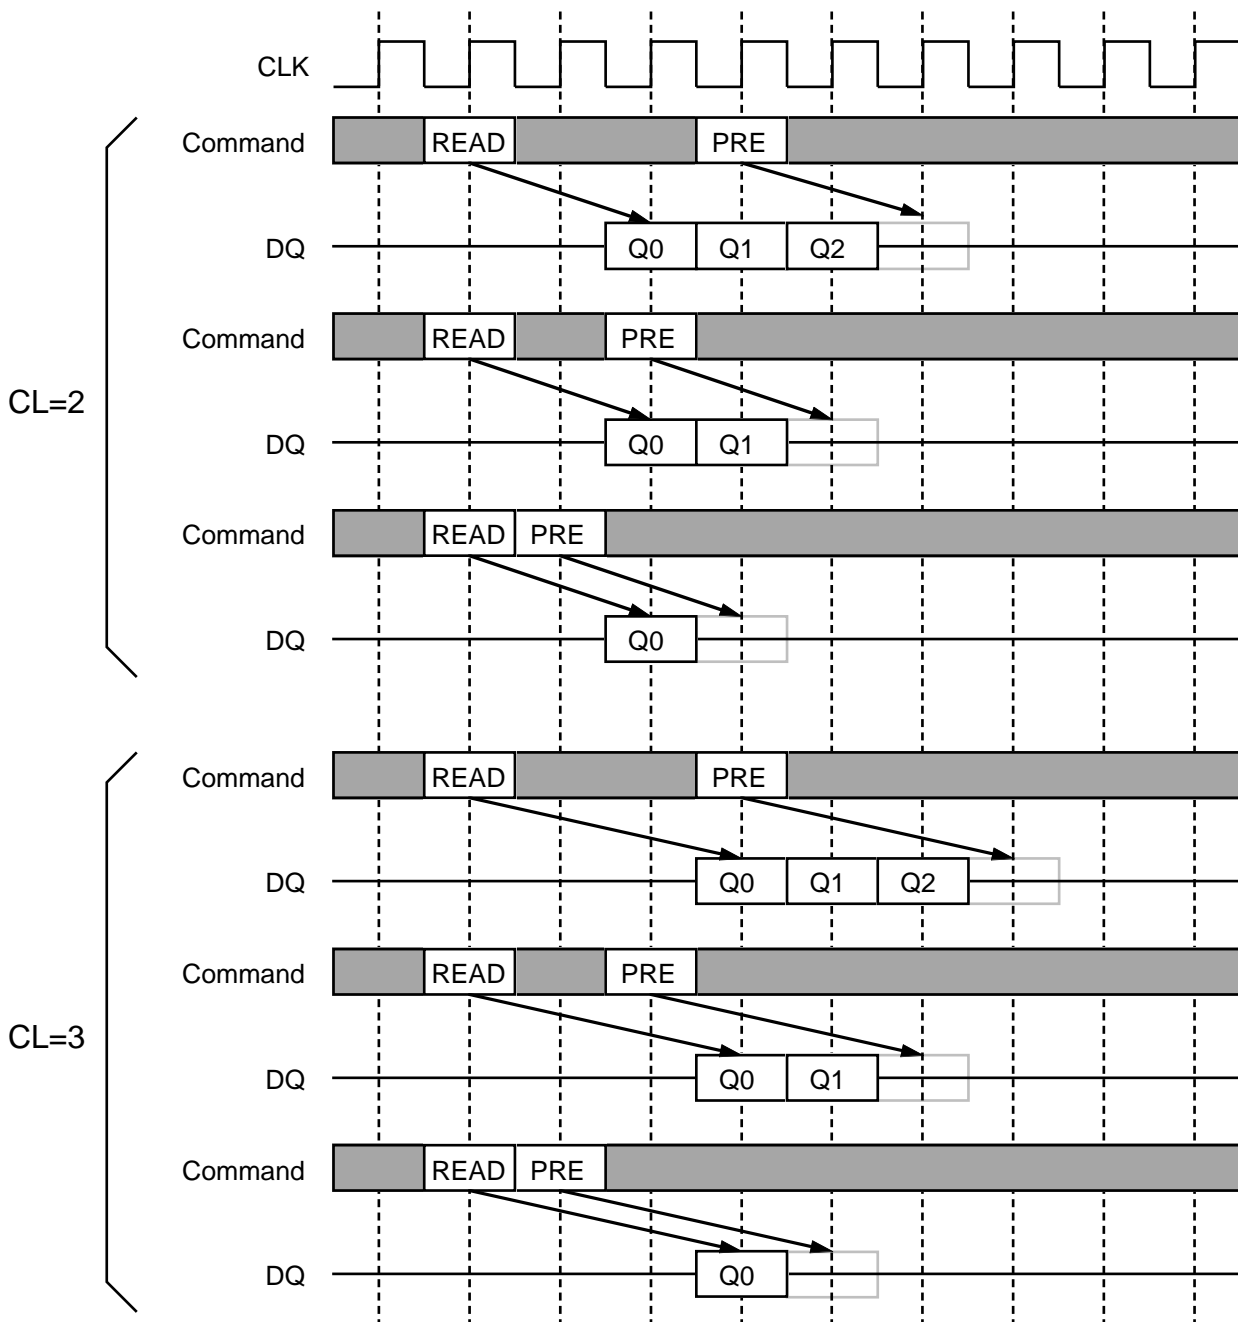 CLK
Command READ PRE
DQ Q0 Q1 Q2
Command READ PRE
CL=2
DQ Q0 Q1
Command READ PRE
DQ Q0
Command READ PRE
DQ Q0 Q1 Q2
Command READ PRE
CL=3
DQ Q0 Q1
Command READ PRE
DQ Q0